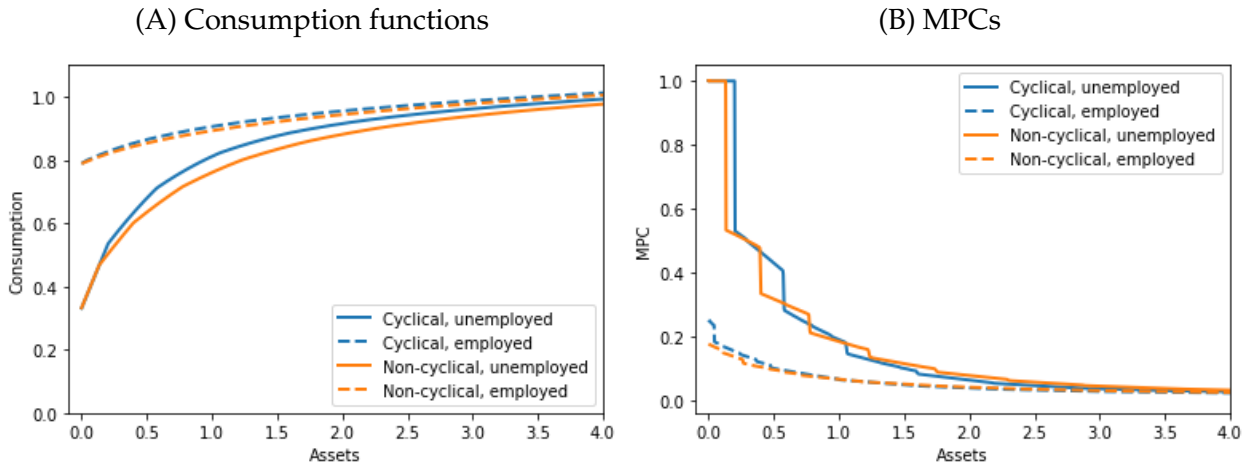 (A) Consumption functions
1.0
0.8
0.6
0.4
0.2
0.0
Consumption
Cyclical, unemployed
Cyclical, employed
Non-cyclical, unemployed
Non-cyclical, employed
0.0 0.5 1.0 1.5 2.0 2.5 3.0 3.5 4.0
Assets
(B) MPCs
1.0
0.8
0.6
0.4
0.2
0.0
MPC
Cyclical, unemployed
Cyclical, employed
Non-cyclical, unemployed
Non-cyclical, employed
0.0 0.5 1.0 1.5 2.0 2.5 3.0 3.5 4.0
Assets